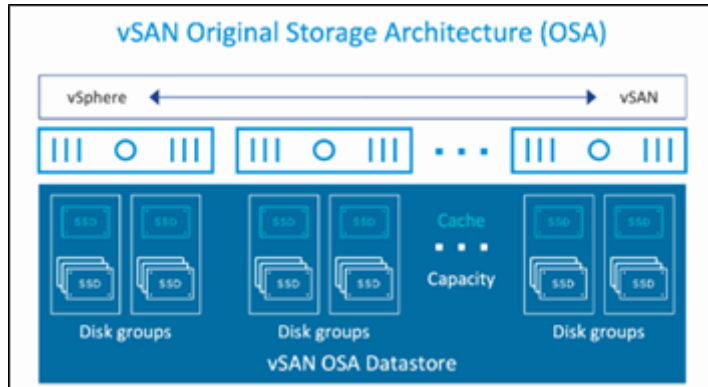 vSAN Original Storage Architecture (OSA)
vSphere vSAN
SSD SSD SSD SSD Cache SSD SSD
SSD SSD SSD SSD Capacity SSD SSD
Disk groups Disk groups Disk groups
vSAN OSA Datastore